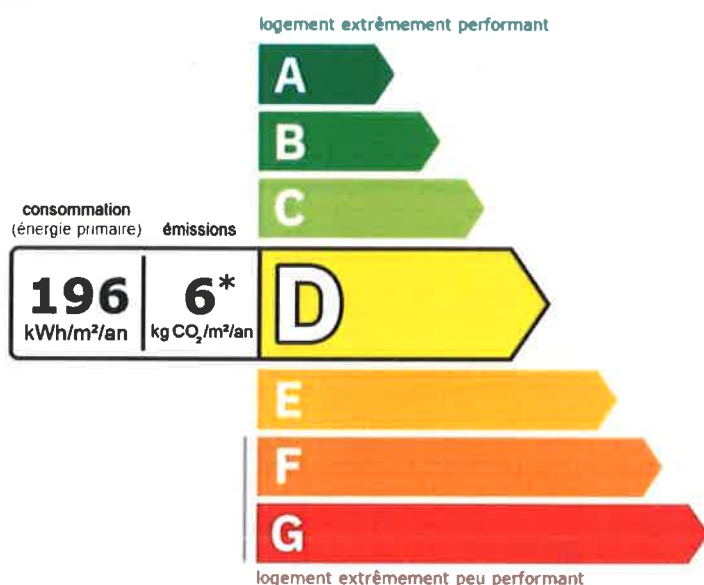 logement extrêmement performant
A
B
C
consommation
(énergie primaire)
émissions
196
kWh/m²/an
6*
kg CO₂/m²/an
D
E
F
G
logement extrêmement peu performant